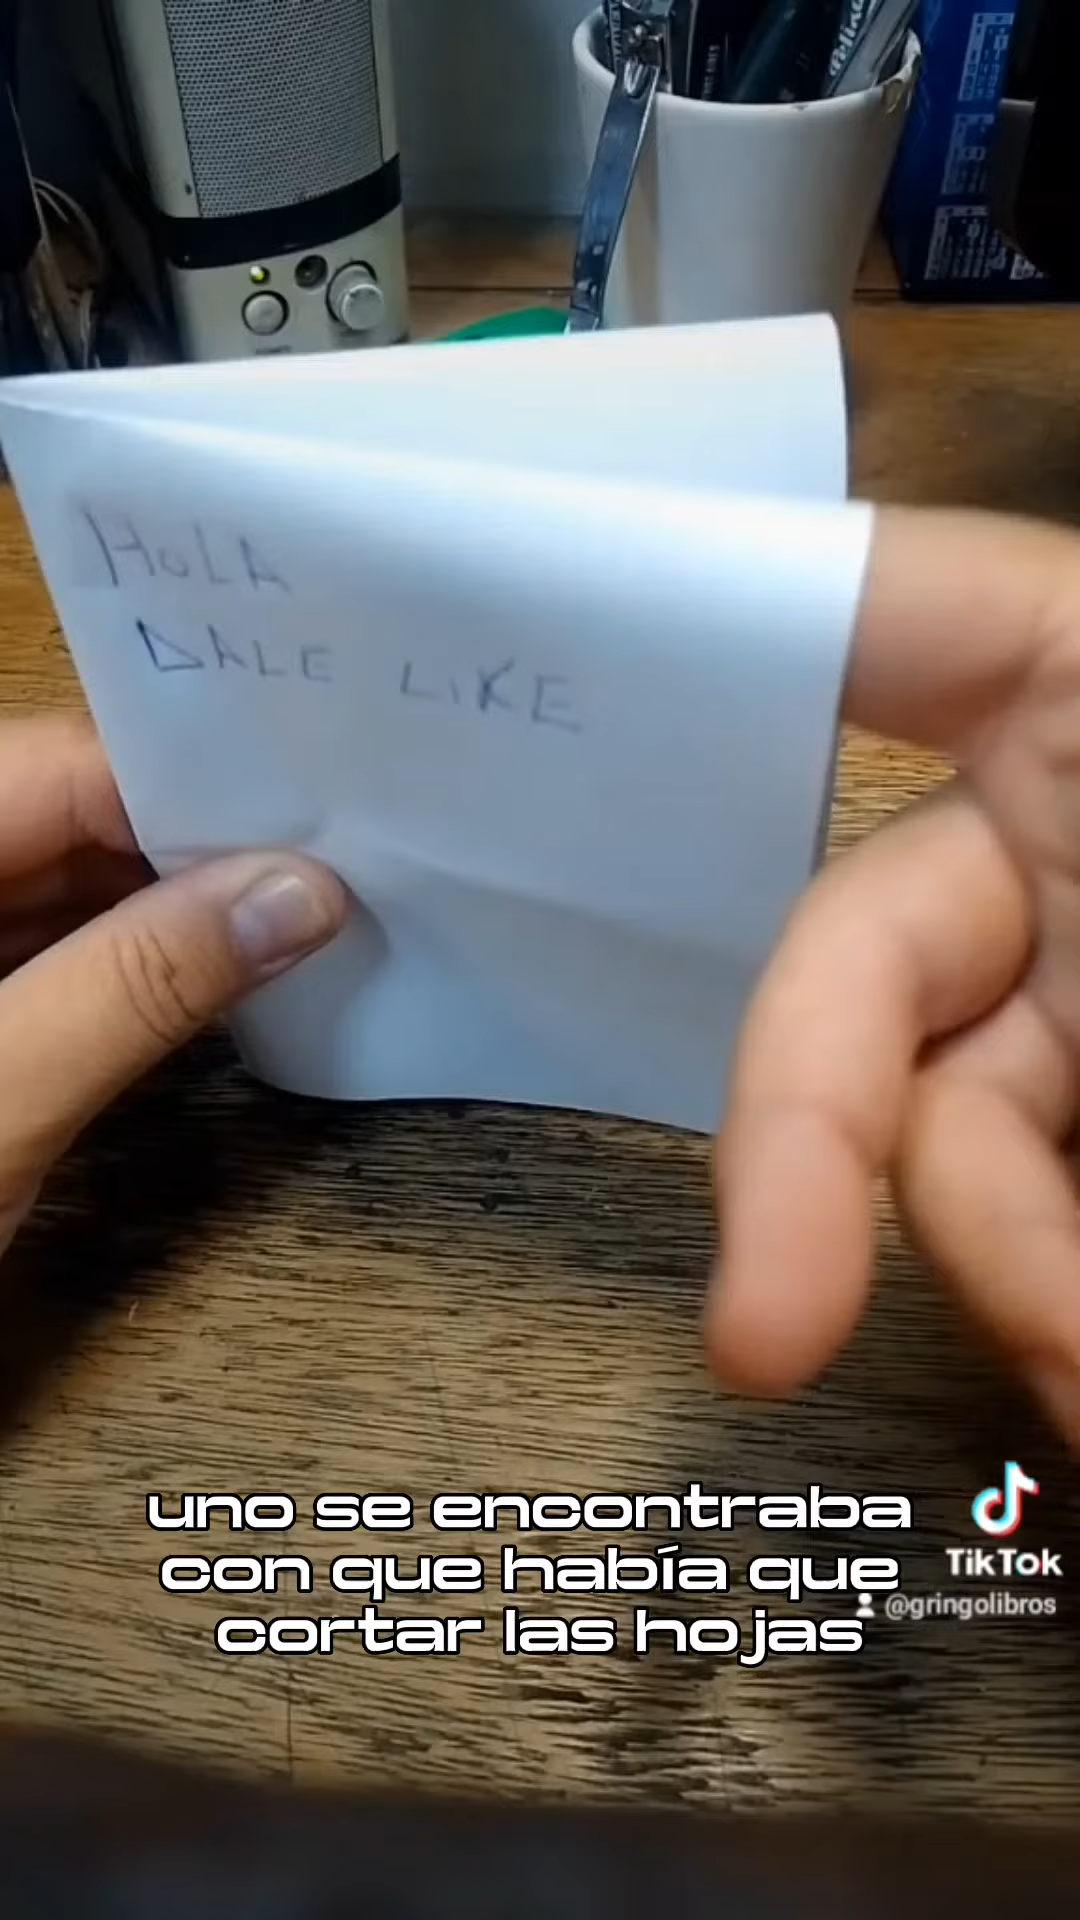 HOLA
DALE LIKE
uno se encontraba
con que había que
cortar las hojas
TikTok
@gringolibros